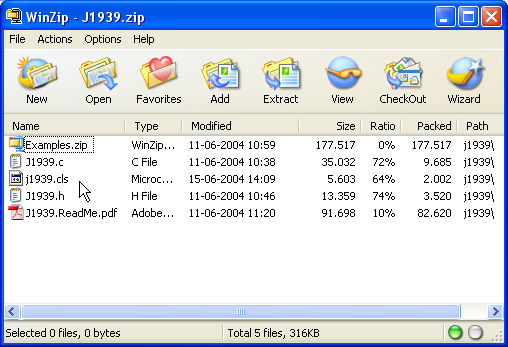 WinZip - J1939.zip
File Actions Options Help
New Open Favorites Add Extract View CheckOut Wizard
Name Type Modified Size Ratio Packed Path
Examples.zip WinZip... 11-06-2004 10:59 177.517 0% 177.517 j1939\
J1939.c C File 11-06-2004 10:38 35.032 72% 9.685 j1939\
j1939.cls Microc... 15-06-2004 14:09 5.603 64% 2.002 j1939\
J1939.h H File 11-06-2004 10:46 13.359 74% 3.520 j1939\
J1939.ReadMe.pdf Adobe... 11-06-2004 11:20 91.698 10% 82.620 j1939\
Selected 0 files, 0 bytes Total 5 files, 316KB